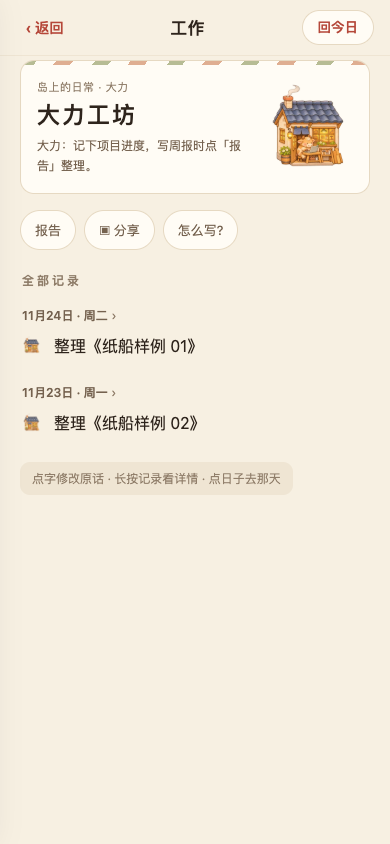 ‹ 返回
工作
回今日
岛上的日常 · 大力
大力工坊
大力：记下项目进度，写周报时点「报
告」整理。
报告
▣ 分享
怎么写?
全部记录
11月24日 · 周二 ›
整理《纸船样例 01》
11月23日 · 周一 ›
整理《纸船样例 02》
点字修改原话 · 长按记录看详情 · 点日子去那天